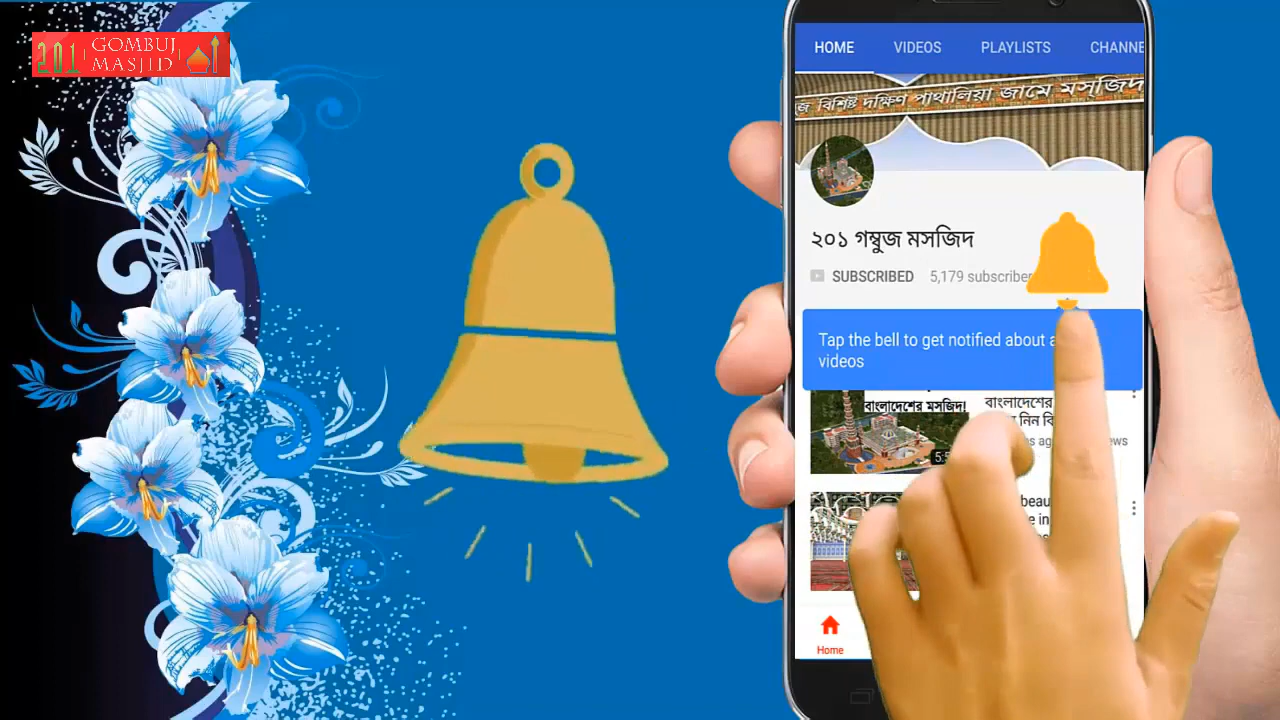 201 GOMBUJ
MASJID
HOME VIDEOS PLAYLISTS CHANNE
বিশিষ্ট দক্ষিণ পাথালিয়া জামে মসজিদ
২০১ গম্বুজ মসজিদ
SUBSCRIBED 5,179 subscriber
Tap the bell to get notified about a
videos
বাংলাদেশের মসজিদ!
বাংলাদেশের
নিন বি
Home